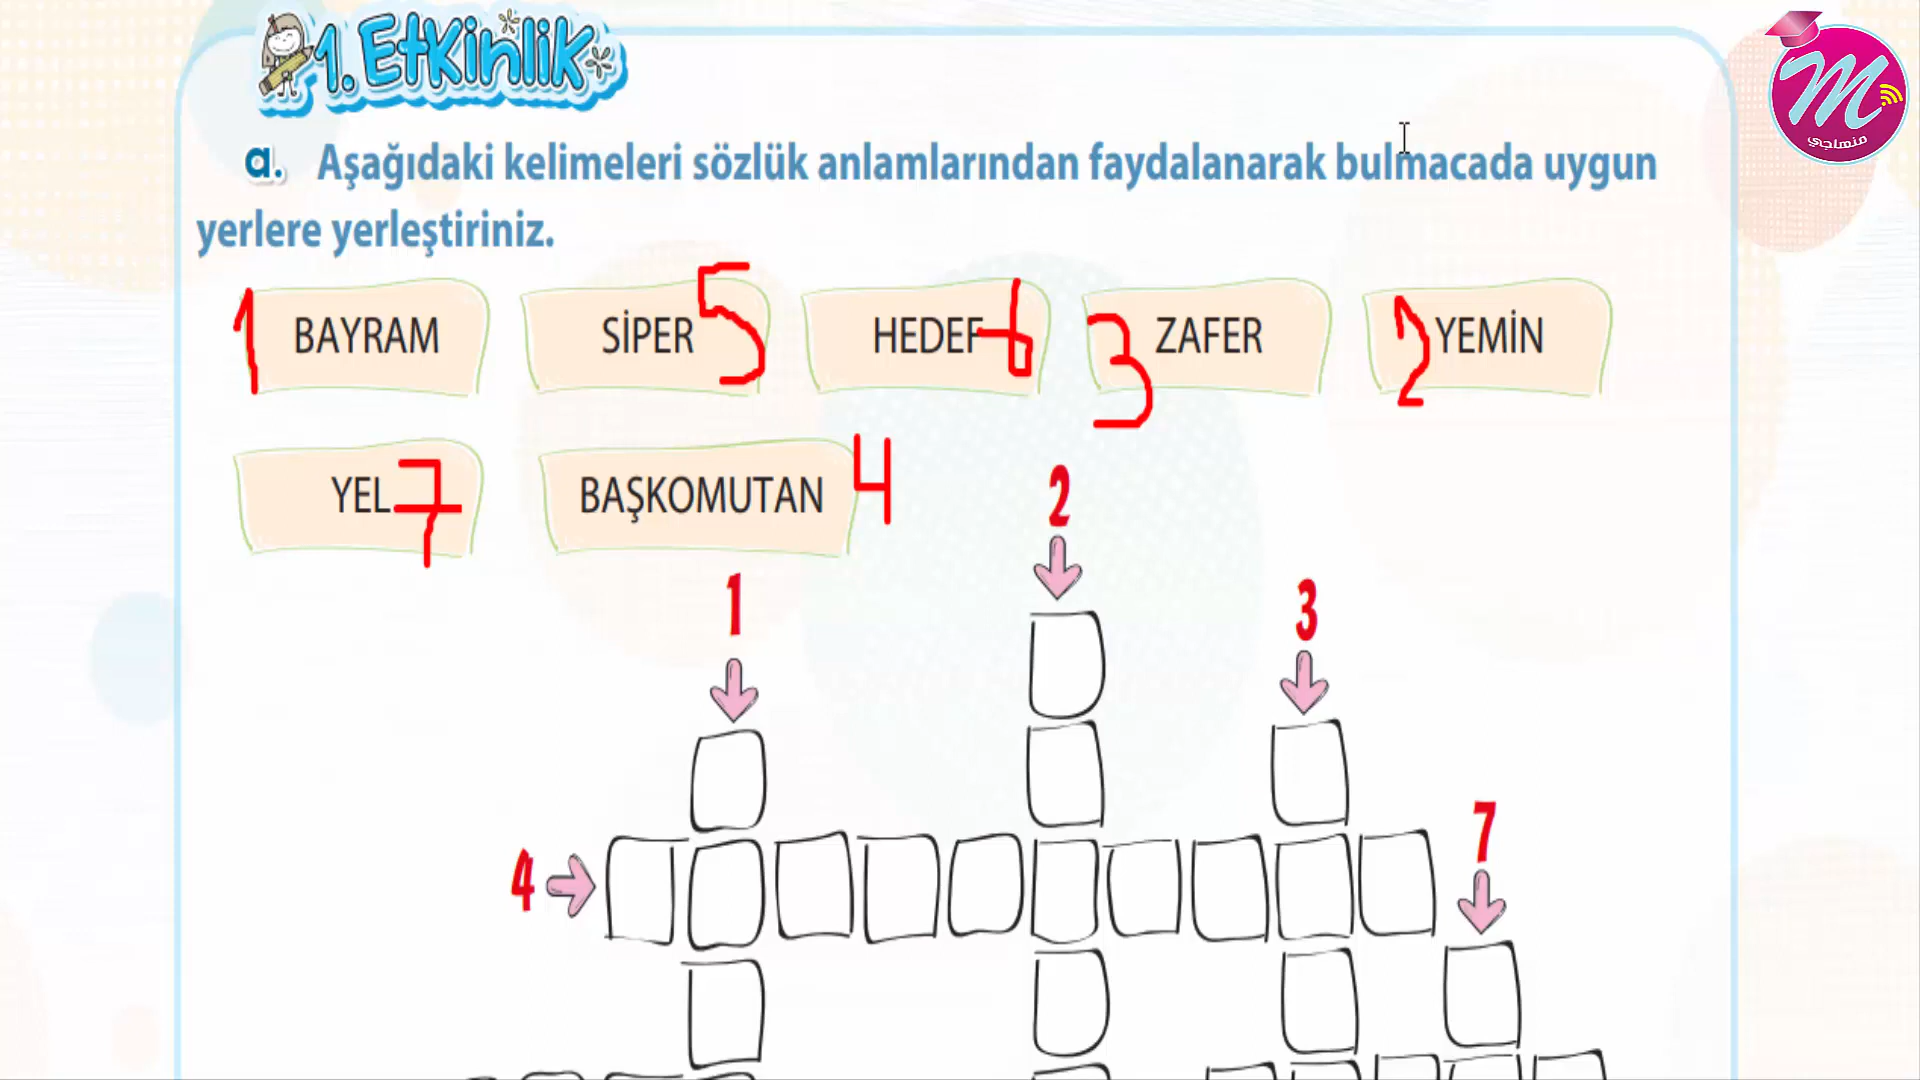 1. Etkinlik
a. Aşağıdaki kelimeleri sözlük anlamlarından faydalanarak bulmacada uygun
yerlere yerleştiriniz.
1 BAYRAM SİPER 5 HEDEF 6 3 ZAFER 2 YEMİN
YEL 7 BAŞKOMUTAN 4
2
1
3
7
4
M
منهاجي